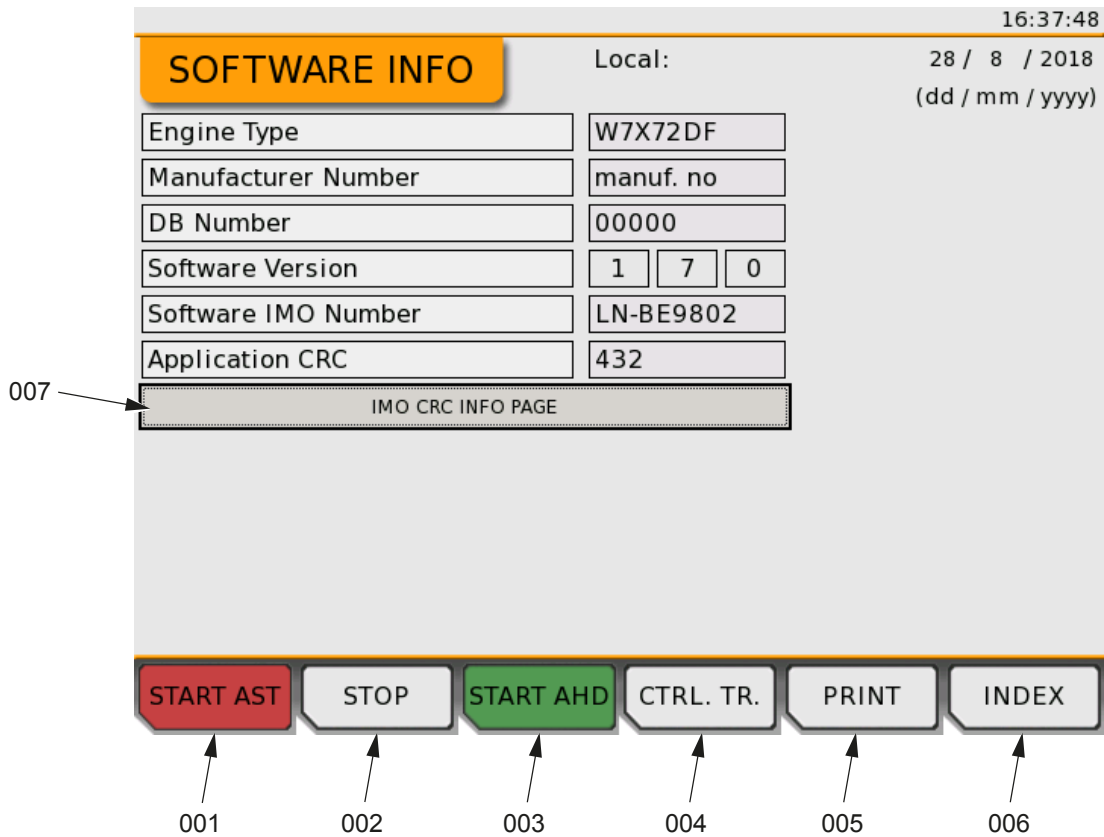 16:37:48
SOFTWARE INFO Local: 28 / 8 / 2018
(dd / mm / yyyy)
Engine Type W7X72DF
Manufacturer Number manuf. no
DB Number 00000
Software Version 1 7 0
Software IMO Number LN-BE9802
Application CRC 432
007 IMO CRC INFO PAGE
START AST STOP START AHD CTRL. TR. PRINT INDEX
001 002 003 004 005 006